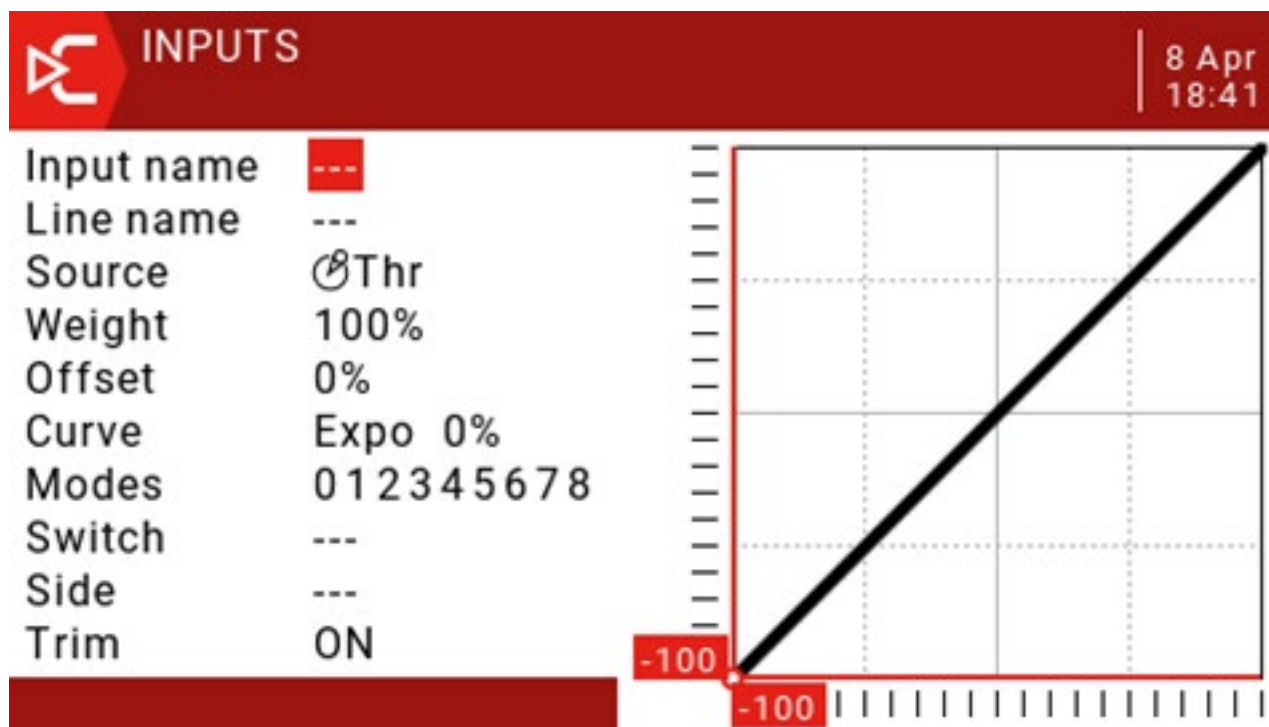 INPUTS
8 Apr
18:41
Input name ---
Line name ---
Source Thr
Weight 100%
Offset 0%
Curve Expo 0%
Modes 012345678
Switch ---
Side ---
Trim ON
-100
-100